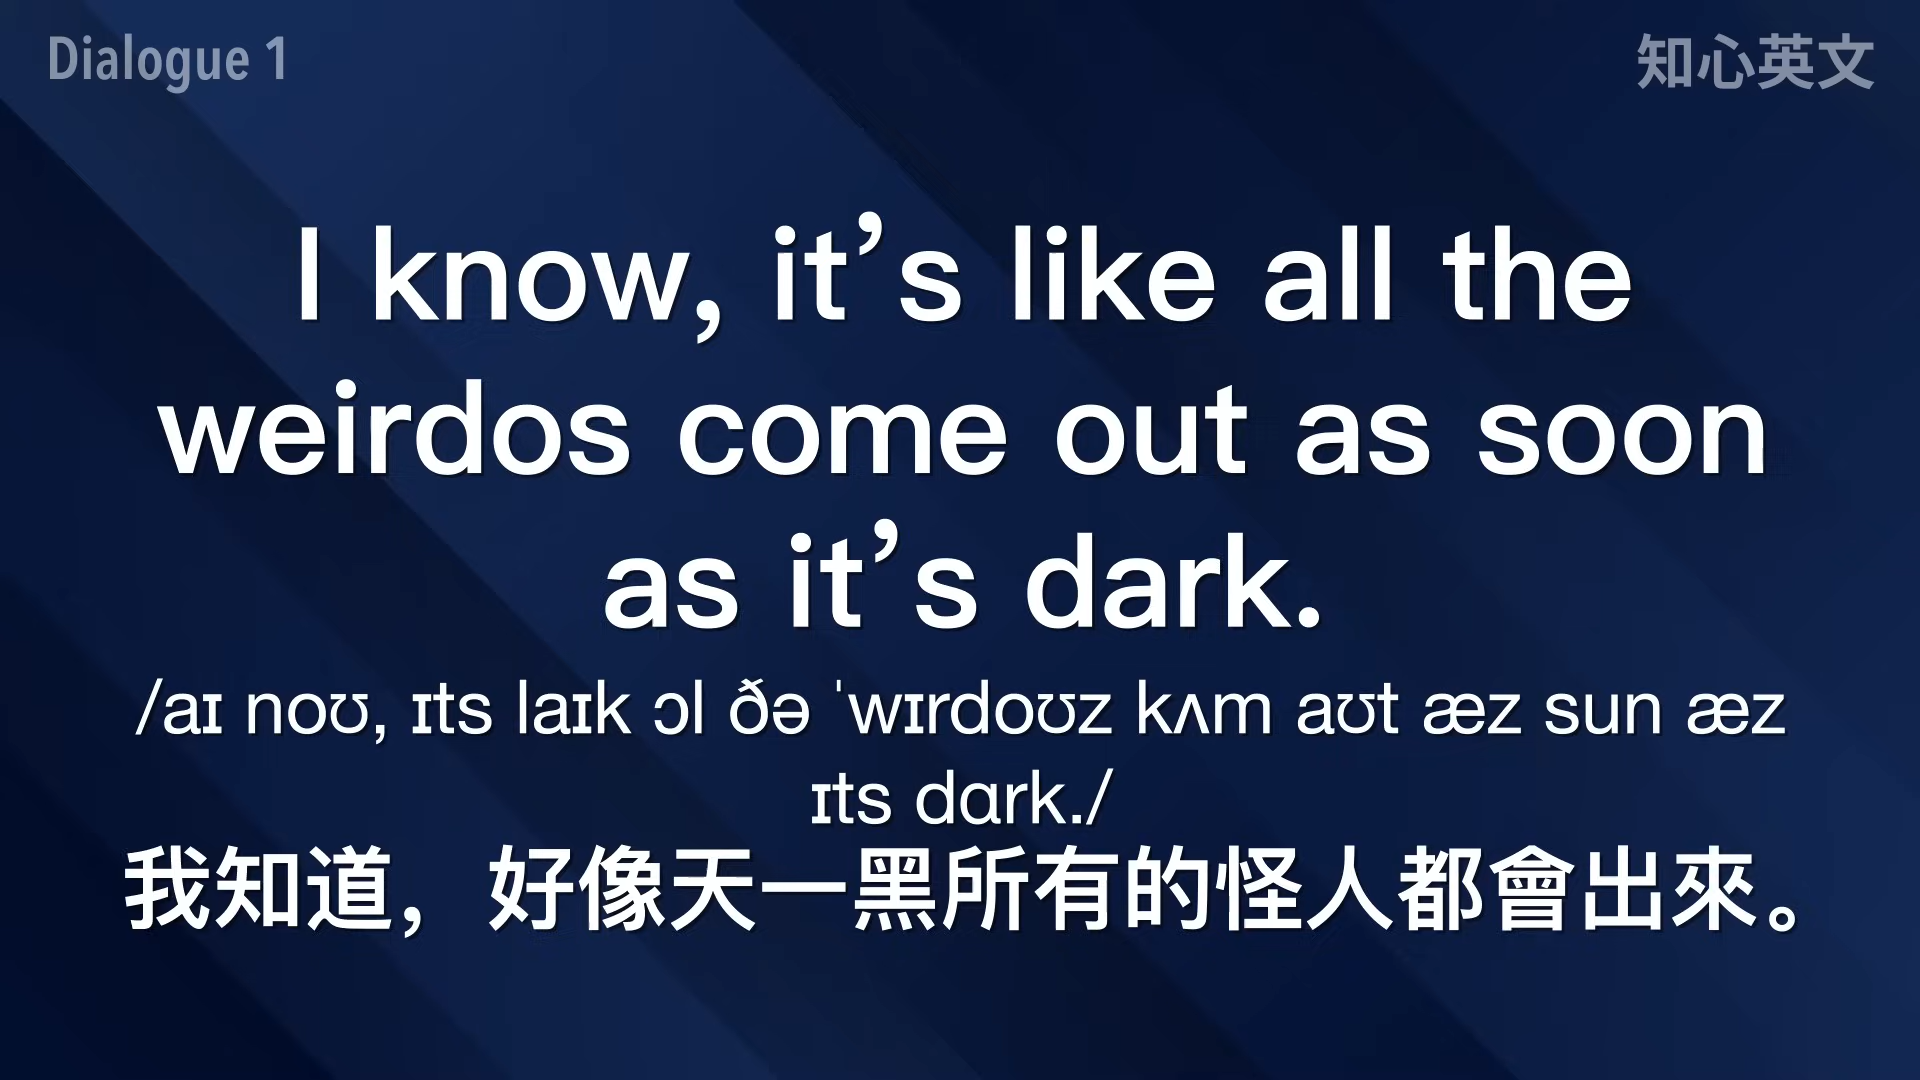 Dialogue 1
知心英文
I know, it’s like all the
weirdos come out as soon
as it’s dark.
/aɪ noʊ, ɪts laɪk ɔl ðə ˈwɪrdoʊz kʌm aʊt æz sun æz
ɪts dɑrk./
我知道，好像天一黑所有的怪人都會出來。